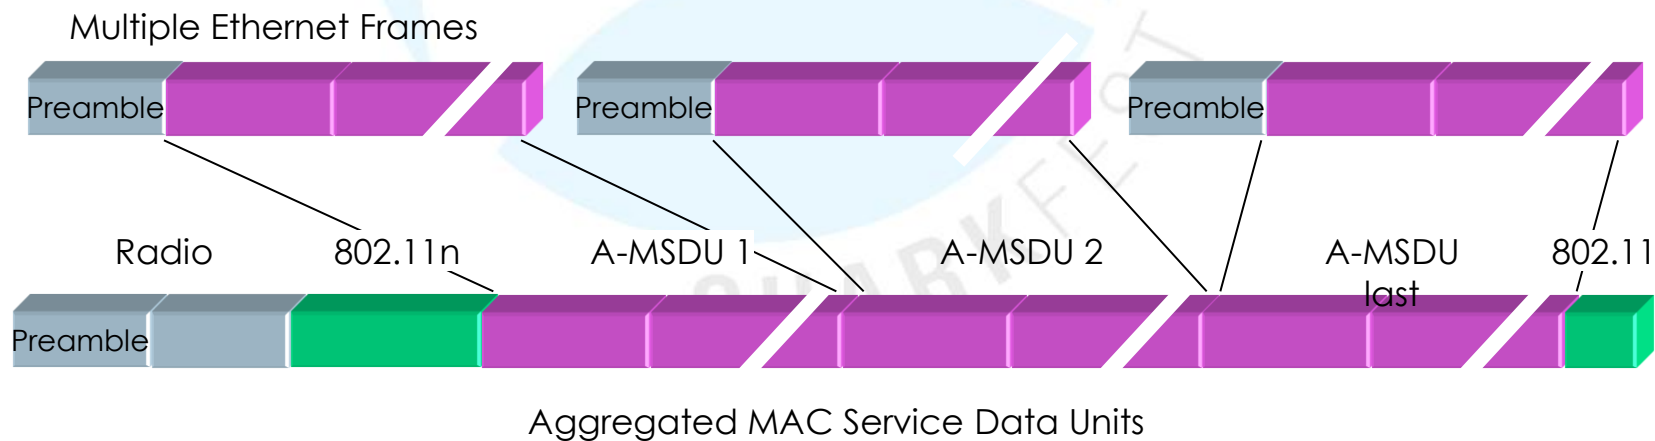 Multiple Ethernet Frames
Preamble
Preamble
Preamble
Radio
802.11n
A-MSDU 1
A-MSDU 2
A-MSDU
last
802.11
Preamble
SHARKFEST
Aggregated MAC Service Data Units